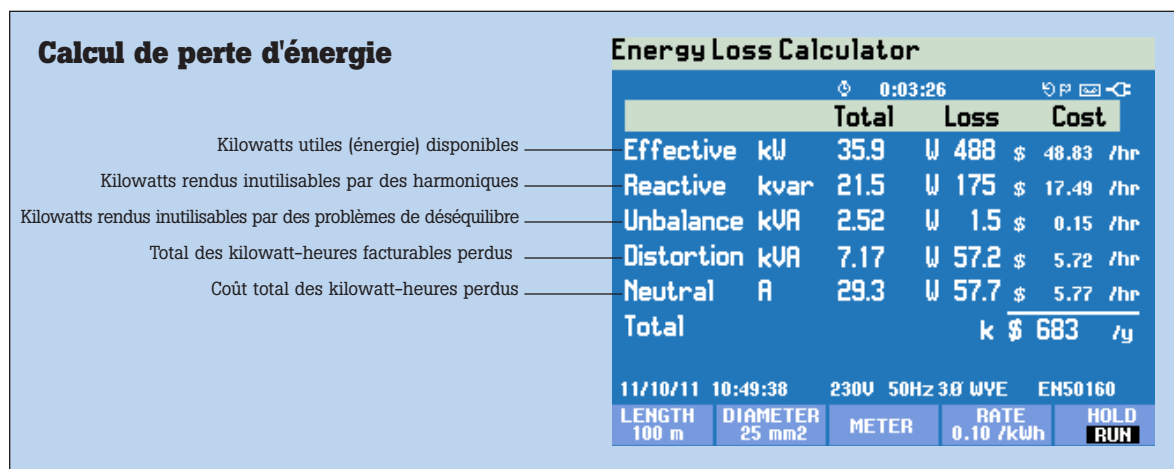 Calcul de perte d'énergie
Kilowatts utiles (énergie) disponibles
Kilowatts rendus inutilisables par des harmoniques
Kilowatts rendus inutilisables par des problèmes de déséquilibre
Total des kilowatt-heures facturables perdus
Coût total des kilowatt-heures perdus
Energy Loss Calculator
0:03:26
Total Loss Cost
Effective kW 35.9 W 488 $ 48.83 /hr
Reactive kvar 21.5 W 175 $ 17.49 /hr
Unbalance kVA 2.52 W 1.5 $ 0.15 /hr
Distortion kVA 7.17 W 57.2 $ 5.72 /hr
Neutral A 29.3 W 57.7 $ 5.77 /hr
Total k $ 683 /y
11/10/11 10:49:38 230V 50Hz 3Ø WYE EN50160
LENGTH DIAMETER METER RATE HOLD
100 m 25 mm2 0.10 /kWh RUN